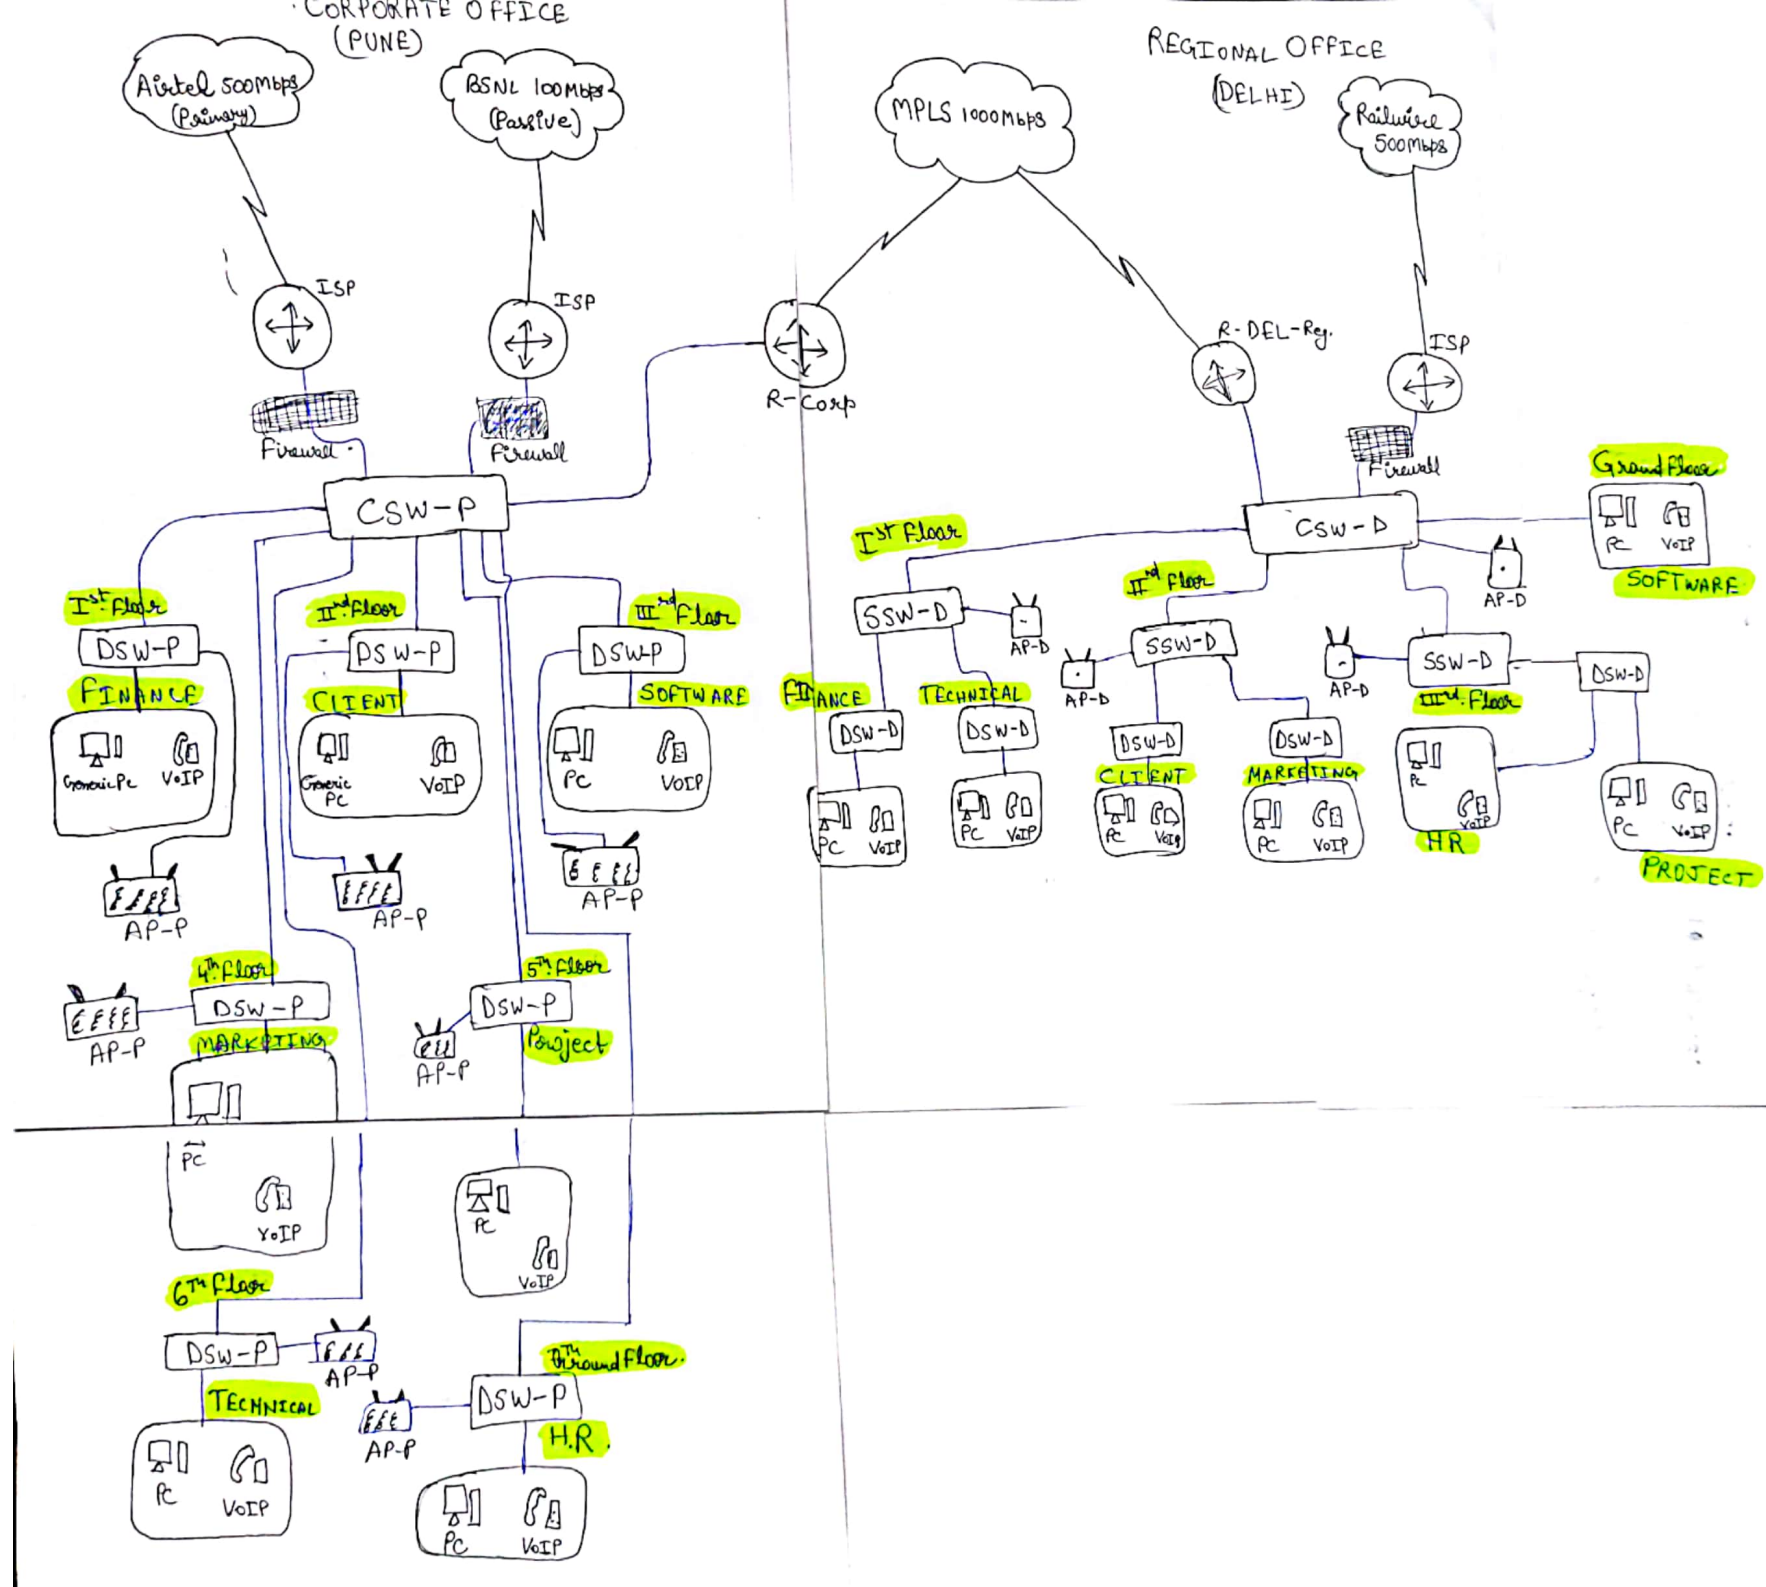 CORPORATE OFFICE
(PUNE)
Airtel 500Mbps
(Primary)
BSNL 100Mbps
(Passive)
ISP
ISP
Firewall
Firewall
R-Corp
CSW-P
Ist Floor
DSW-P
FINANCE
Generic Pc
VoIP
AP-P
IInd Floor
DSW-P
CLIENT
Generic
PC
VoIP
AP-P
IIIrd Floor
DSW-P
SOFTWARE
PC
VOIP
AP-P
4th Floor
DSW-P
AP-P
MARKETING
PC
VoIP
5th Floor
DSW-P
AP-P
Project
PC
VoIP
6th Floor
DSW-P
AP-P
TECHNICAL
PC
VOIP
Ground Floor.
DSW-P
AP-P
H.R.
PC
VOIP
REGIONAL OFFICE
(DELHI)
MPLS 1000Mbps
Railwire
500Mbps
R-DEL-Reg.
ISP
Firewall
CSW-D
Ground Floor
PC
VOIP
SOFTWARE
AP-D
Ist Floor
SSW-D
AP-D
FINANCE
DSW-D
PC
VOIP
TECHNICAL
DSW-D
PC
VOIP
IInd Floor
SSW-D
AP-D
DSW-D
CLIENT
PC
VoIP
DSW-D
MARKETING
PC
VOIP
SSW-D
AP-D
IIIrd Floor
DSW-D
PC
VOIP
HR
PC
VOIP
PROJECT